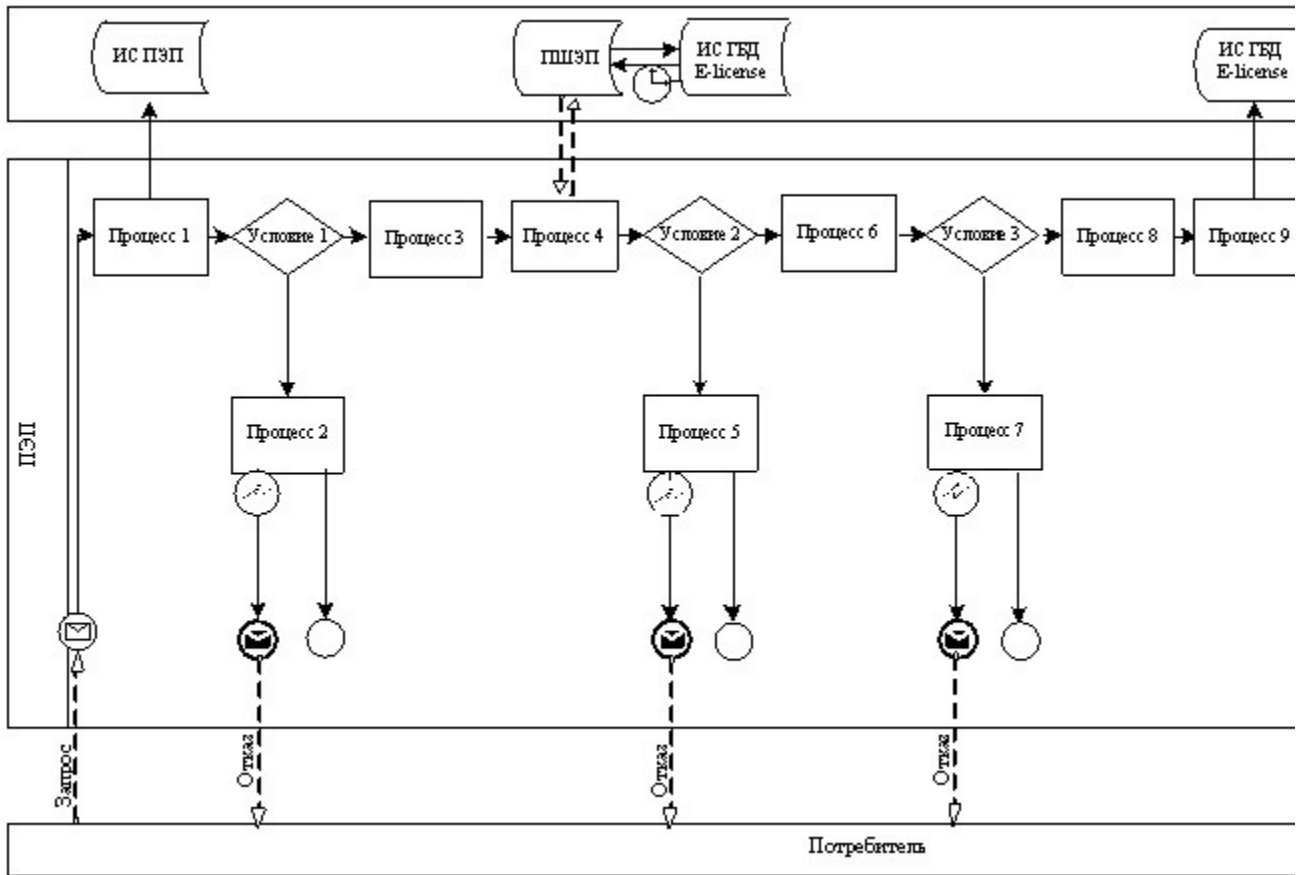 ИС ПЭП
ПШЭП
ИС ГБД
E-license
ИС ГБД
E-license
ПЭП
Процесс 1
Условие 1
Процесс 3
Процесс 4
Условие 2
Процесс 6
Условие 3
Процесс 8
Процесс 9
Процесс 2
Процесс 5
Процесс 7
Запрос
Отказ
Отказ
Отказ
Потребитель